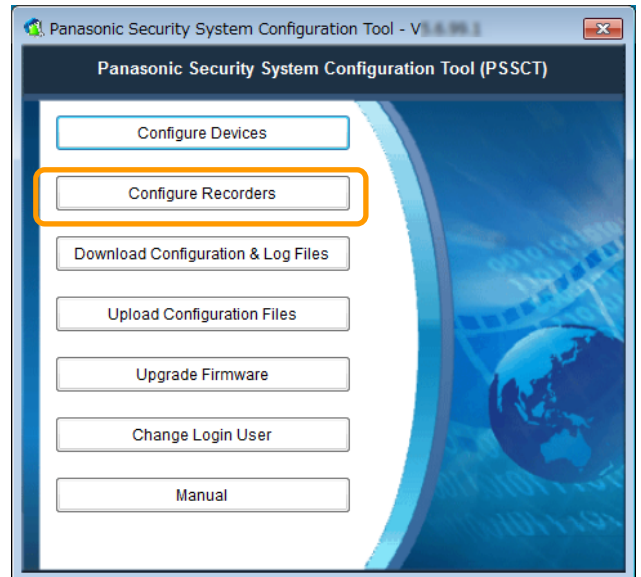 Panasonic Security System Configuration Tool - V
Panasonic Security System Configuration Tool (PSSCT)
Configure Devices
Configure Recorders
Download Configuration & Log Files
Upload Configuration Files
Upgrade Firmware
Change Login User
Manual